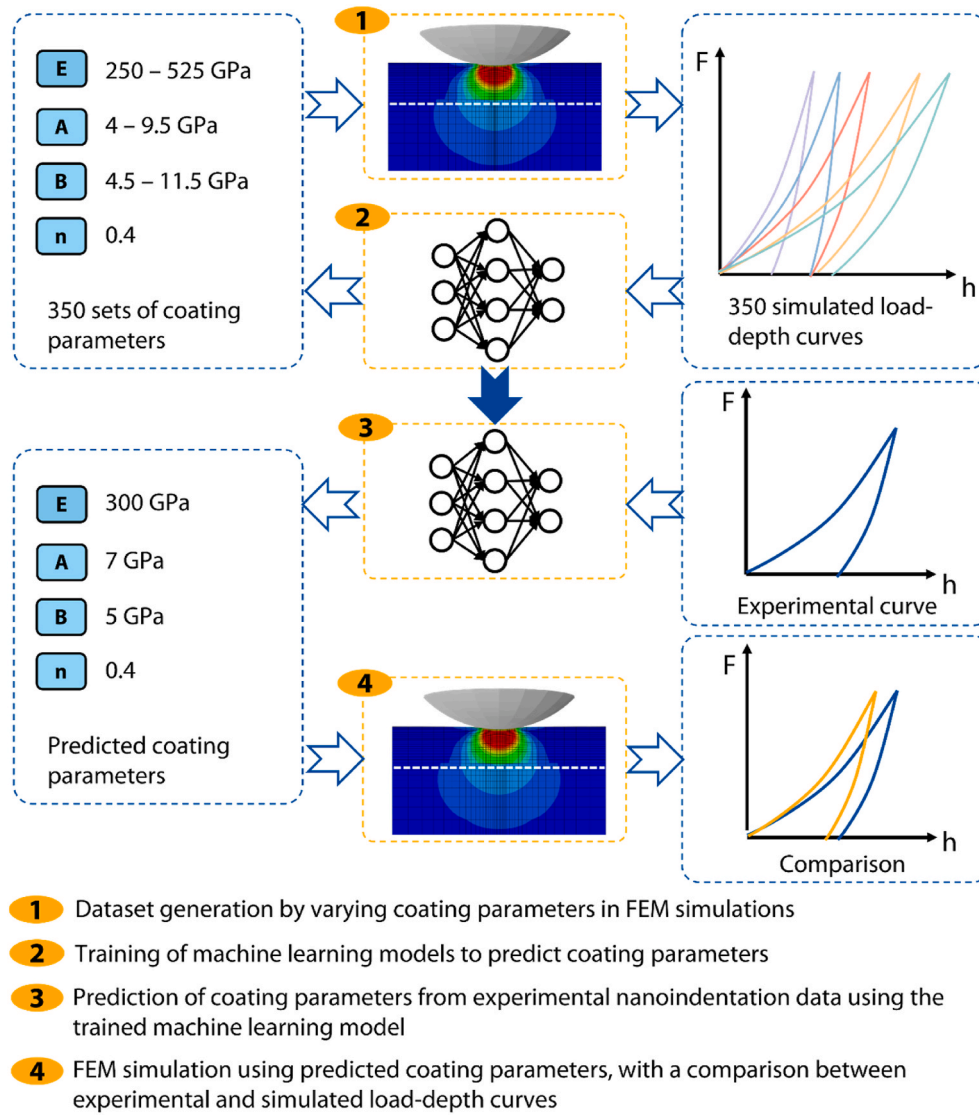 1
E 250 – 525 GPa
A 4 – 9.5 GPa
B 4.5 – 11.5 GPa
n 0.4
350 sets of coating
parameters
F
h
350 simulated load-
depth curves
2
3
E 300 GPa
A 7 GPa
B 5 GPa
n 0.4
Predicted coating
parameters
F
h
Experimental curve
4
F
h
Comparison
1 Dataset generation by varying coating parameters in FEM simulations
2 Training of machine learning models to predict coating parameters
3 Prediction of coating parameters from experimental nanoindentation data using the
trained machine learning model
4 FEM simulation using predicted coating parameters, with a comparison between
experimental and simulated load-depth curves